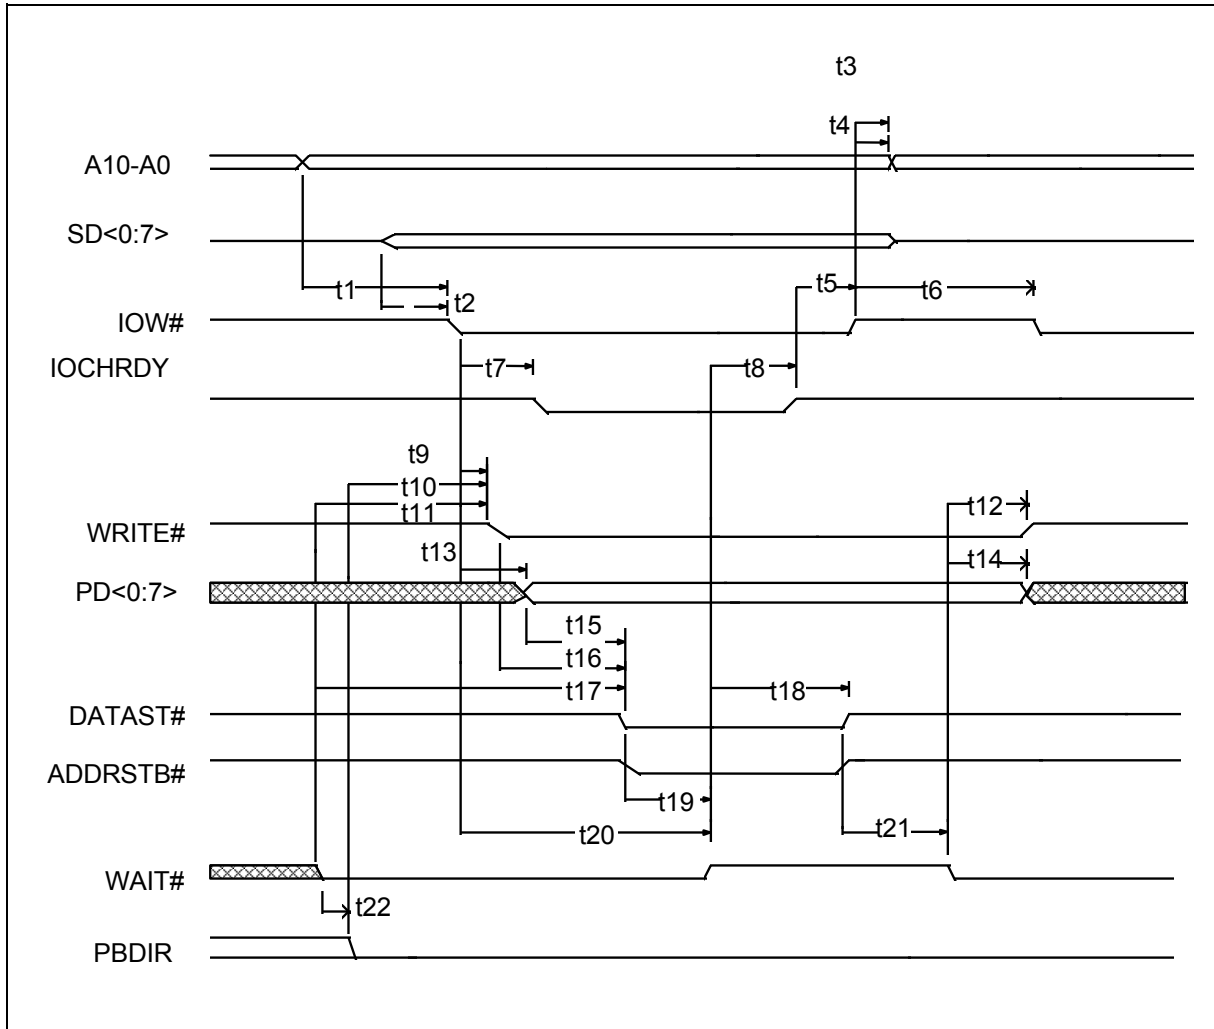 t3
t4
A10-A0
SD<0:7>
t1
t2
t5
t6
IOW#
IOCHRDY
t7
t8
t9
t10
t11
t12
WRITE#
t13
t14
PD<0:7>
t15
t16
t17
t18
DATAST#
ADDRSTB#
t19
t20
t21
WAIT#
t22
PBDIR